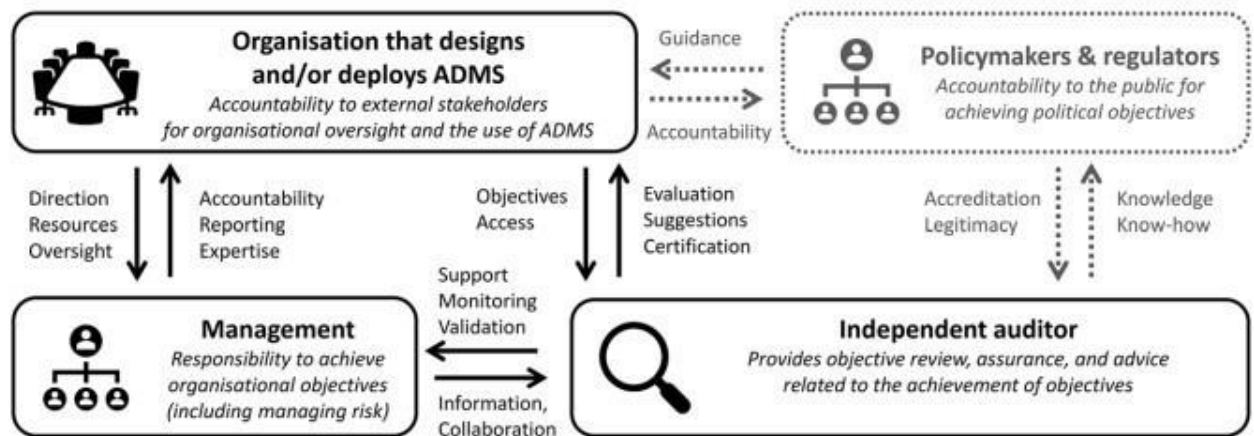 Organisation that designs
and/or deploys ADMS
Accountability to external stakeholders
for organisational oversight and the use of ADMS
Guidance
Accountability
Policymakers & regulators
Accountability to the public for
achieving political objectives
Direction
Resources
Oversight
Accountability
Reporting
Expertise
Objectives
Access
Evaluation
Suggestions
Certification
Accreditation
Legitimacy
Knowledge
Know-how
Support
Monitoring
Validation
Information,
Collaboration
Management
Responsibility to achieve
organisational objectives
(including managing risk)
Independent auditor
Provides objective review, assurance, and advice
related to the achievement of objectives